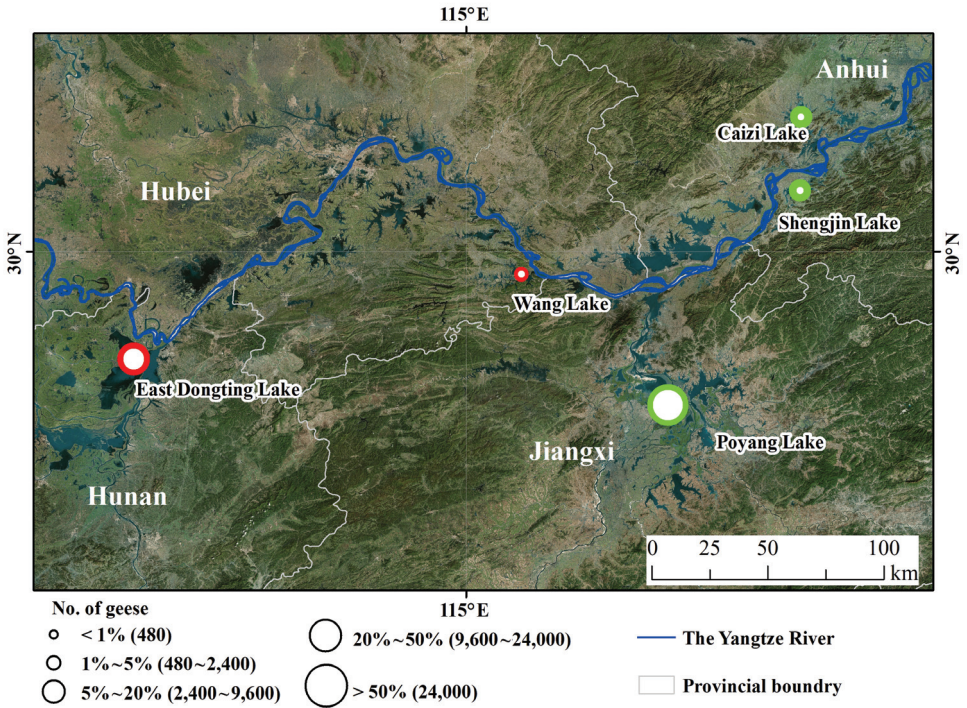 115°E
Anhui
Caizi Lake
Hubei
Shengjin Lake
30°N
30°N
Wang Lake
East Dongting Lake
Poyang Lake
Jiangxi
Hunan
0 25 50 100
km
115°E
No. of geese
< 1% (480)
1%~5% (480~2,400)
5%~20% (2,400~9,600)
20%~50% (9,600~24,000)
> 50% (24,000)
The Yangtze River
Provincial boundry